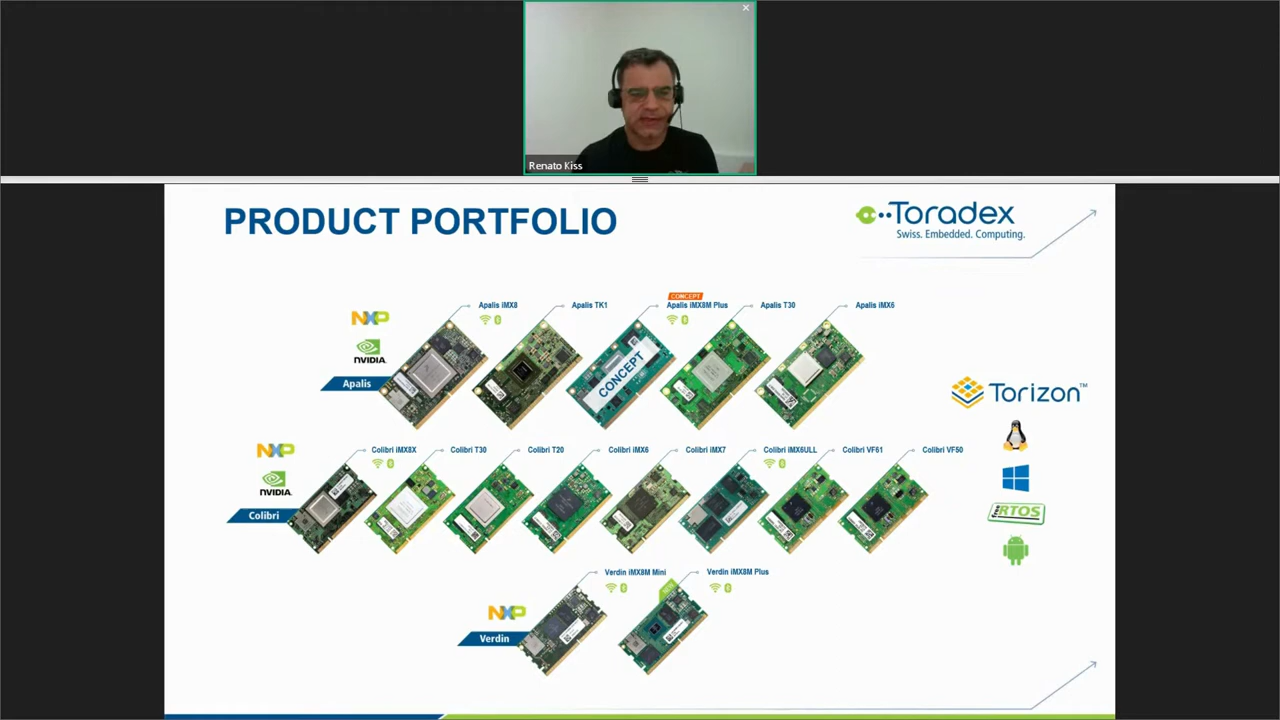 Renato Kiss
PRODUCT PORTFOLIO
Toradex
Swiss. Embedded. Computing.
CONCEPT
Apalis iMX8
Apalis TK1
Apalis iMX8M Plus
Apalis T30
Apalis iMX6
NXP
NVIDIA.
Apalis
CONCEPT
Torizon™
Colibri iMX8X
Colibri T30
Colibri T20
Colibri iMX6
Colibri iMX7
Colibri iMX6ULL
Colibri VF61
Colibri VF50
NXP
NVIDIA.
Colibri
FreeRTOS
Verdin iMX8M Mini
Verdin iMX8M Plus
NXP
Verdin